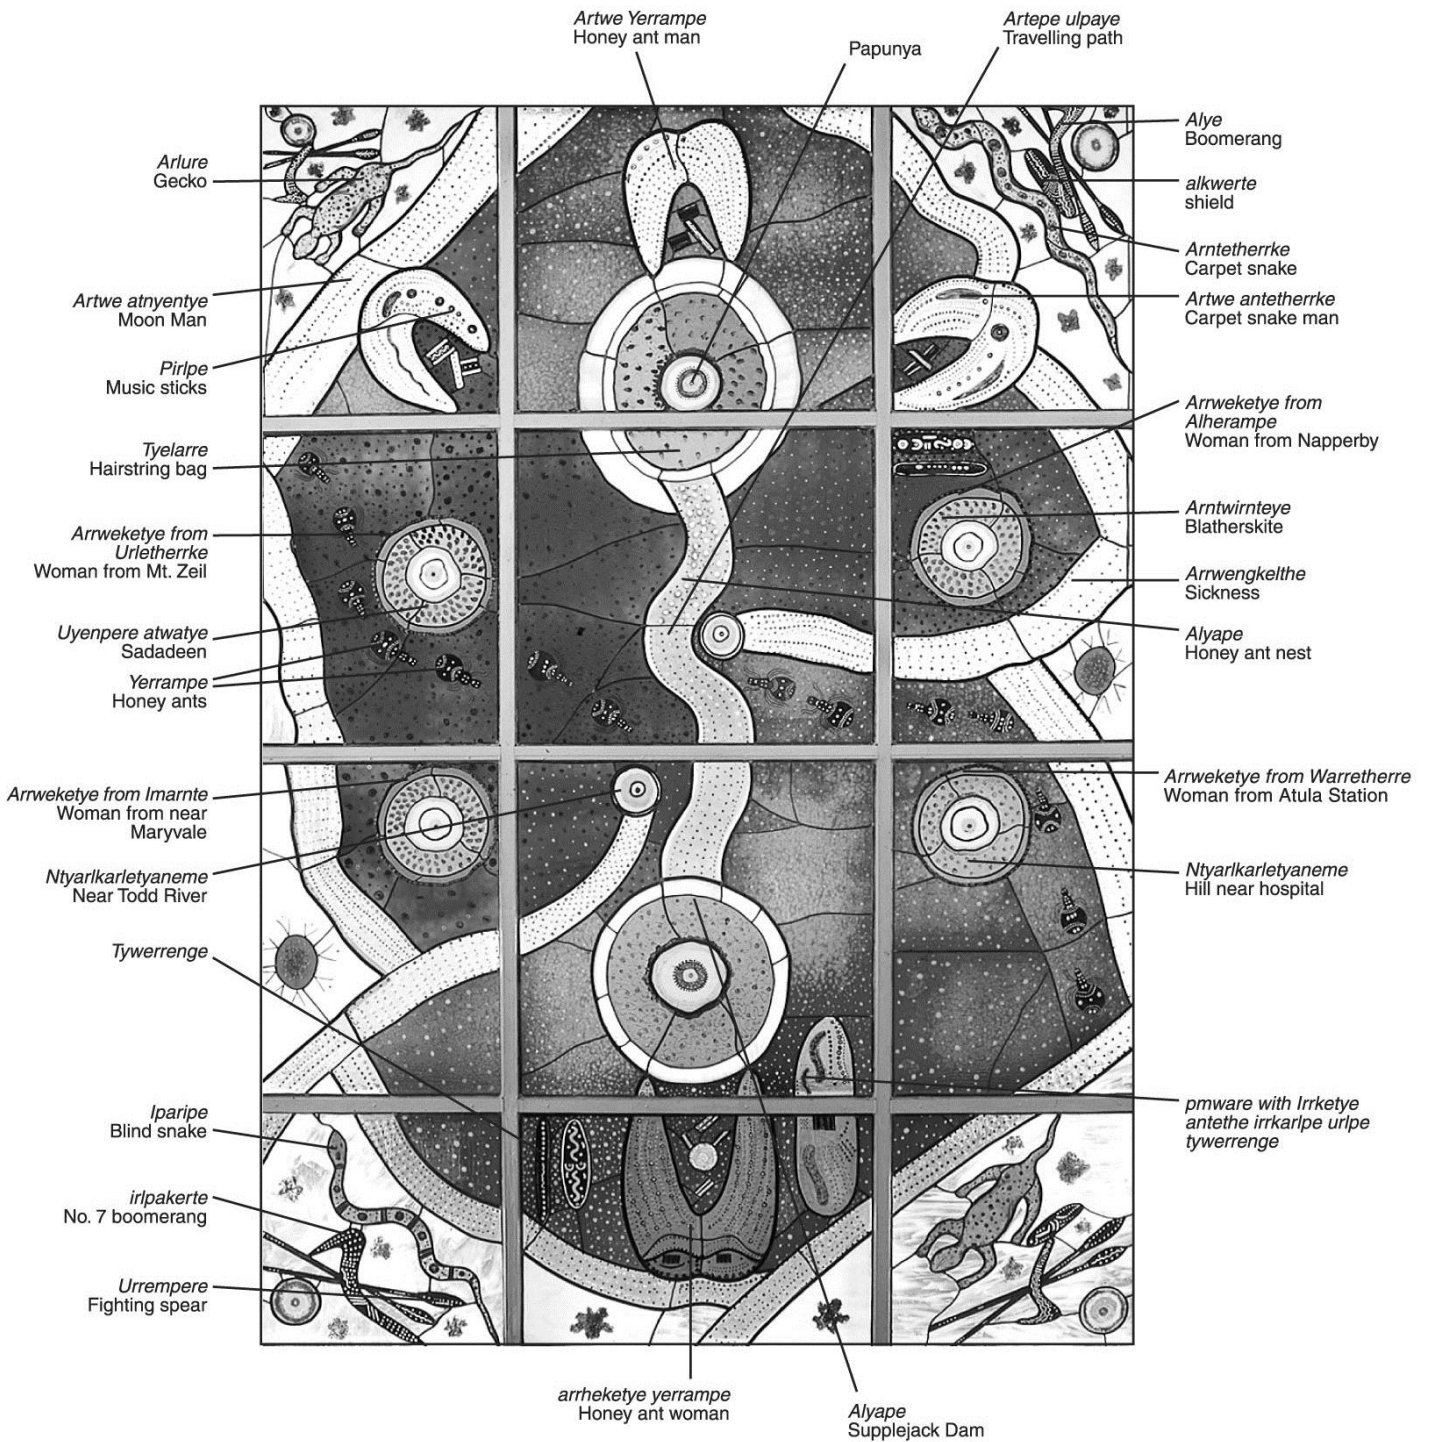 Artwe Yerrampe
Honey ant man
Papunya
Artepe ulpaye
Travelling path
Arlure
Gecko
Artwe atnyentye
Moon Man
Pirlpe
Music sticks
Tyelarre
Hairstring bag
Arrweketye from
Urletherrke
Woman from Mt. Zeil
Uyenpere atwatye
Sadadeen
Yerrampe
Honey ants
Arrweketye from Imarnte
Woman from near
Maryvale
Ntyarlkarletyaneme
Near Todd River
Tywerrenge
Iparipe
Blind snake
irlpakerte
No. 7 boomerang
Urrempere
Fighting spear
Alye
Boomerang
alkwerte
shield
Arntetherrke
Carpet snake
Artwe antetherrke
Carpet snake man
Arrweketye from
Alherampe
Woman from Napperby
Arntwirnteye
Blatherskite
Arrwengkelthe
Sickness
Alyape
Honey ant nest
Arrweketye from Warretherre
Woman from Atula Station
Ntyarlkarletyaneme
Hill near hospital
pmware with Irrketye
antethe irrkarlpe urlpe
tywerrenge
arrheketye yerrampe
Honey ant woman
Alyape
Supplejack Dam